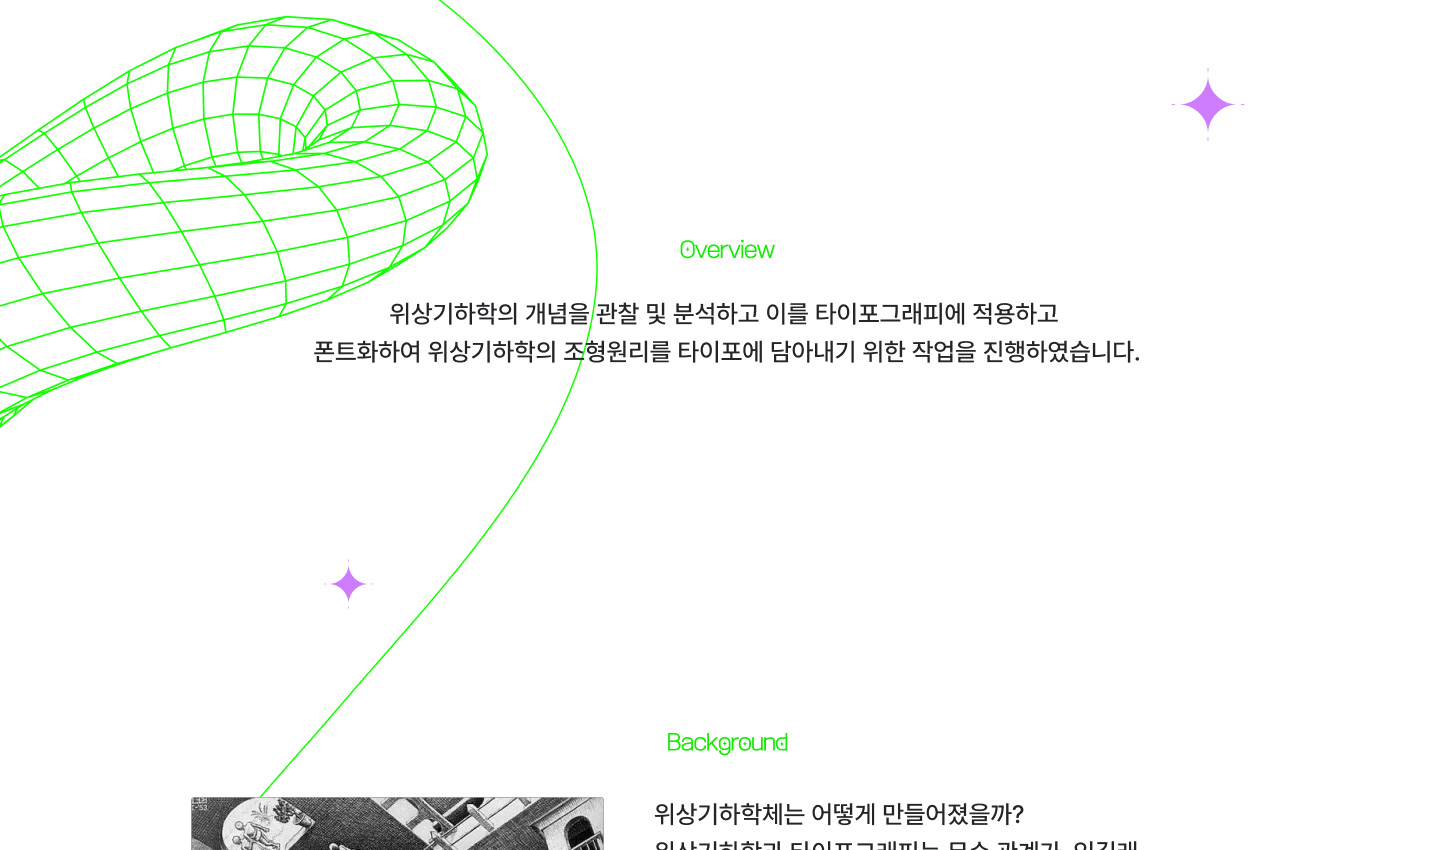 Overview
위상기하학의 개념을 관찰 및 분석하고 이를 타이포그래피에 적용하고
폰트화하여 위상기하학의 조형원리를 타이포에 담아내기 위한 작업을 진행하였습니다.
Background
위상기하학체는 어떻게 만들어졌을까?